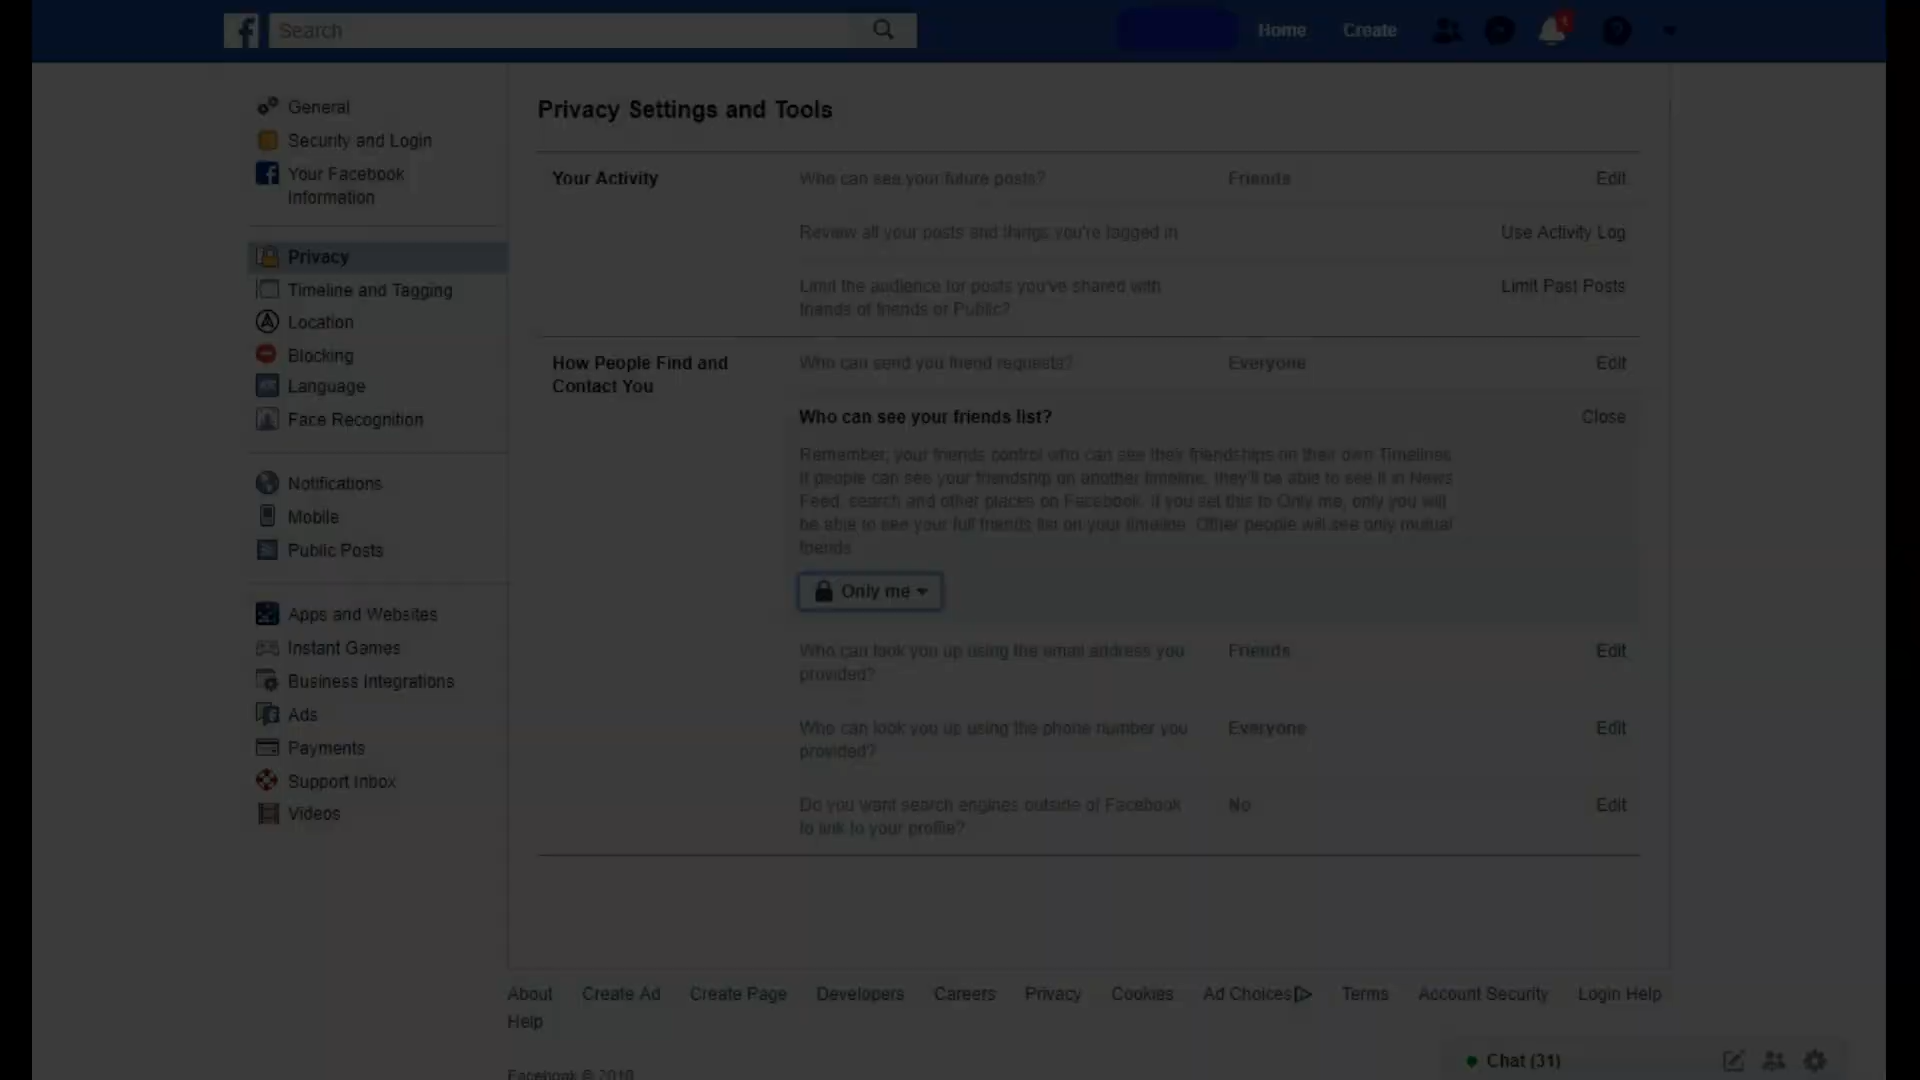 Search
Home
Create
General
Security and Login
Your Facebook
Information
Privacy
Timeline and Tagging
Location
Blocking
Language
Face Recognition
Notifications
Mobile
Public Posts
Apps and Websites
Instant Games
Business Integrations
Ads
Payments
Support Inbox
Videos
Privacy Settings and Tools
Your Activity
Who can see your future posts?
Friends
Edit
Review all your posts and things you're tagged in
Use Activity Log
Limit the audience for posts you've shared with
friends of friends or Public?
Limit Past Posts
How People Find and
Contact You
Who can send you friend requests?
Everyone
Edit
Who can see your friends list?
Close
Remember, your friends control who can see their friendships on their own Timelines.
If people can see your friendship on another timeline, they'll be able to see it in News
Feed, search and other places on Facebook. If you set this to Only me, only you will
be able to see your full friends list on your timeline. Other people will see only mutual
friends.
Only me
Who can look you up using the email address you
provided?
Friends
Edit
Who can look you up using the phone number you
provided?
Everyone
Edit
Do you want search engines outside of Facebook
to link to your profile?
No
Edit
About
Create Ad
Create Page
Developers
Careers
Privacy
Cookies
Ad Choices
Terms
Account Security
Login Help
Help
Facebook ©
Chat (31)